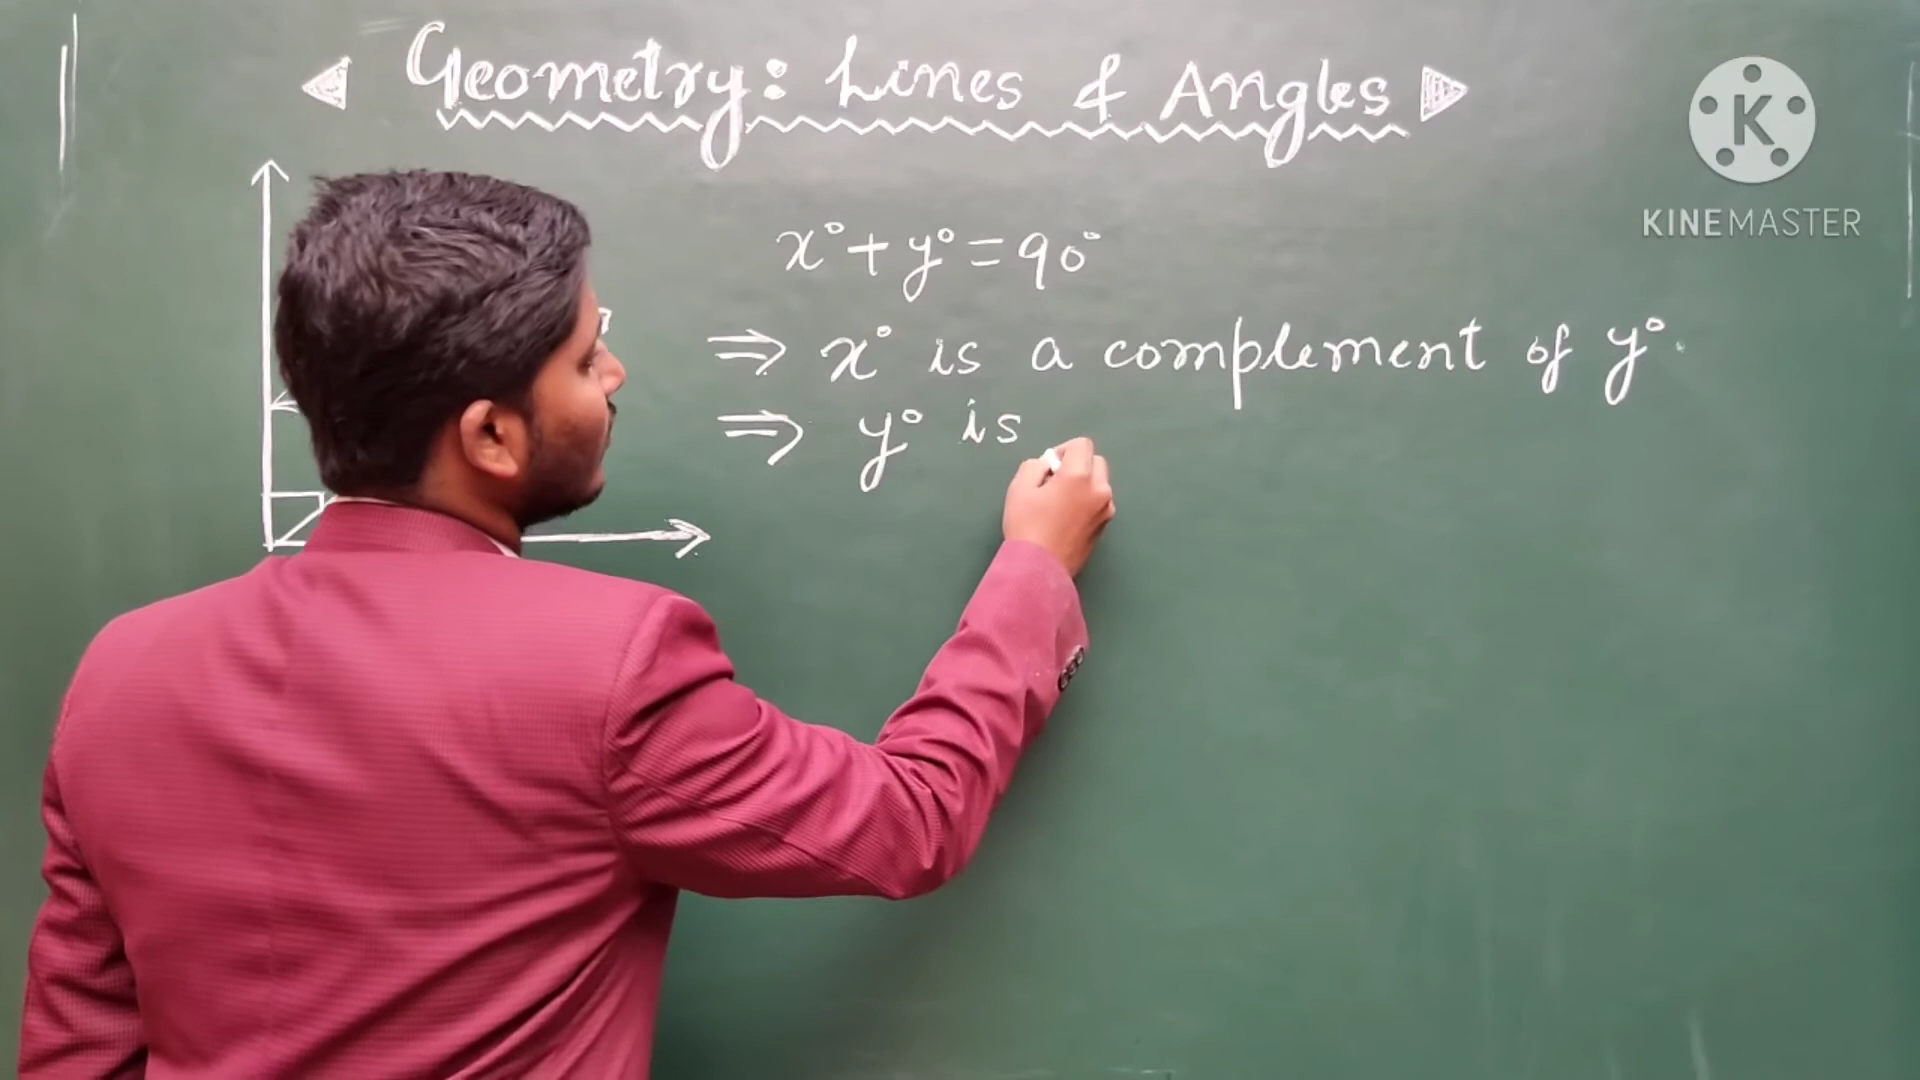 Geometry: Lines & Angles
x° + y° = 90°
⇒ x° is a complement of y°.
⇒ y° is
K
KINEMASTER